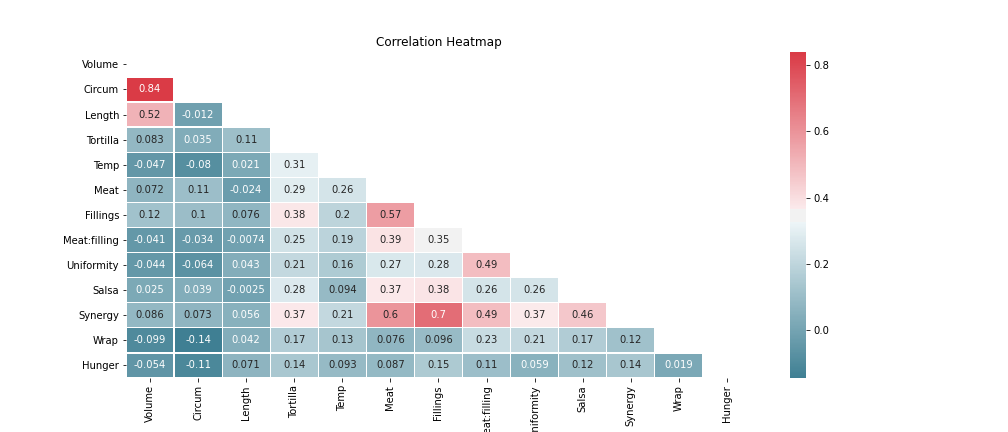 Correlation Heatmap
Volume
Circum 0.84
Length 0.52 -0.012
Tortilla 0.083 0.035 0.11
Temp -0.047 -0.08 0.021 0.31
Meat 0.072 0.11 -0.024 0.29 0.26
Fillings 0.12 0.1 0.076 0.38 0.2 0.57
Meat:filling -0.041 -0.034 -0.0074 0.25 0.19 0.39 0.35
Uniformity -0.044 -0.064 0.043 0.21 0.16 0.27 0.28 0.49
Salsa 0.025 0.039 -0.0025 0.28 0.094 0.37 0.38 0.26 0.26
Synergy 0.086 0.073 0.056 0.37 0.21 0.6 0.7 0.49 0.37 0.46
Wrap -0.099 -0.14 0.042 0.17 0.13 0.076 0.096 0.23 0.21 0.17 0.12
Hunger -0.054 -0.11 0.071 0.14 0.093 0.087 0.15 0.11 0.059 0.12 0.14 0.019
Volume
Circum
Length
Tortilla
Temp
Meat
Fillings
eat:filling
niformity
Salsa
Synergy
Wrap
Hunger
0.8
0.6
0.4
0.2
0.0